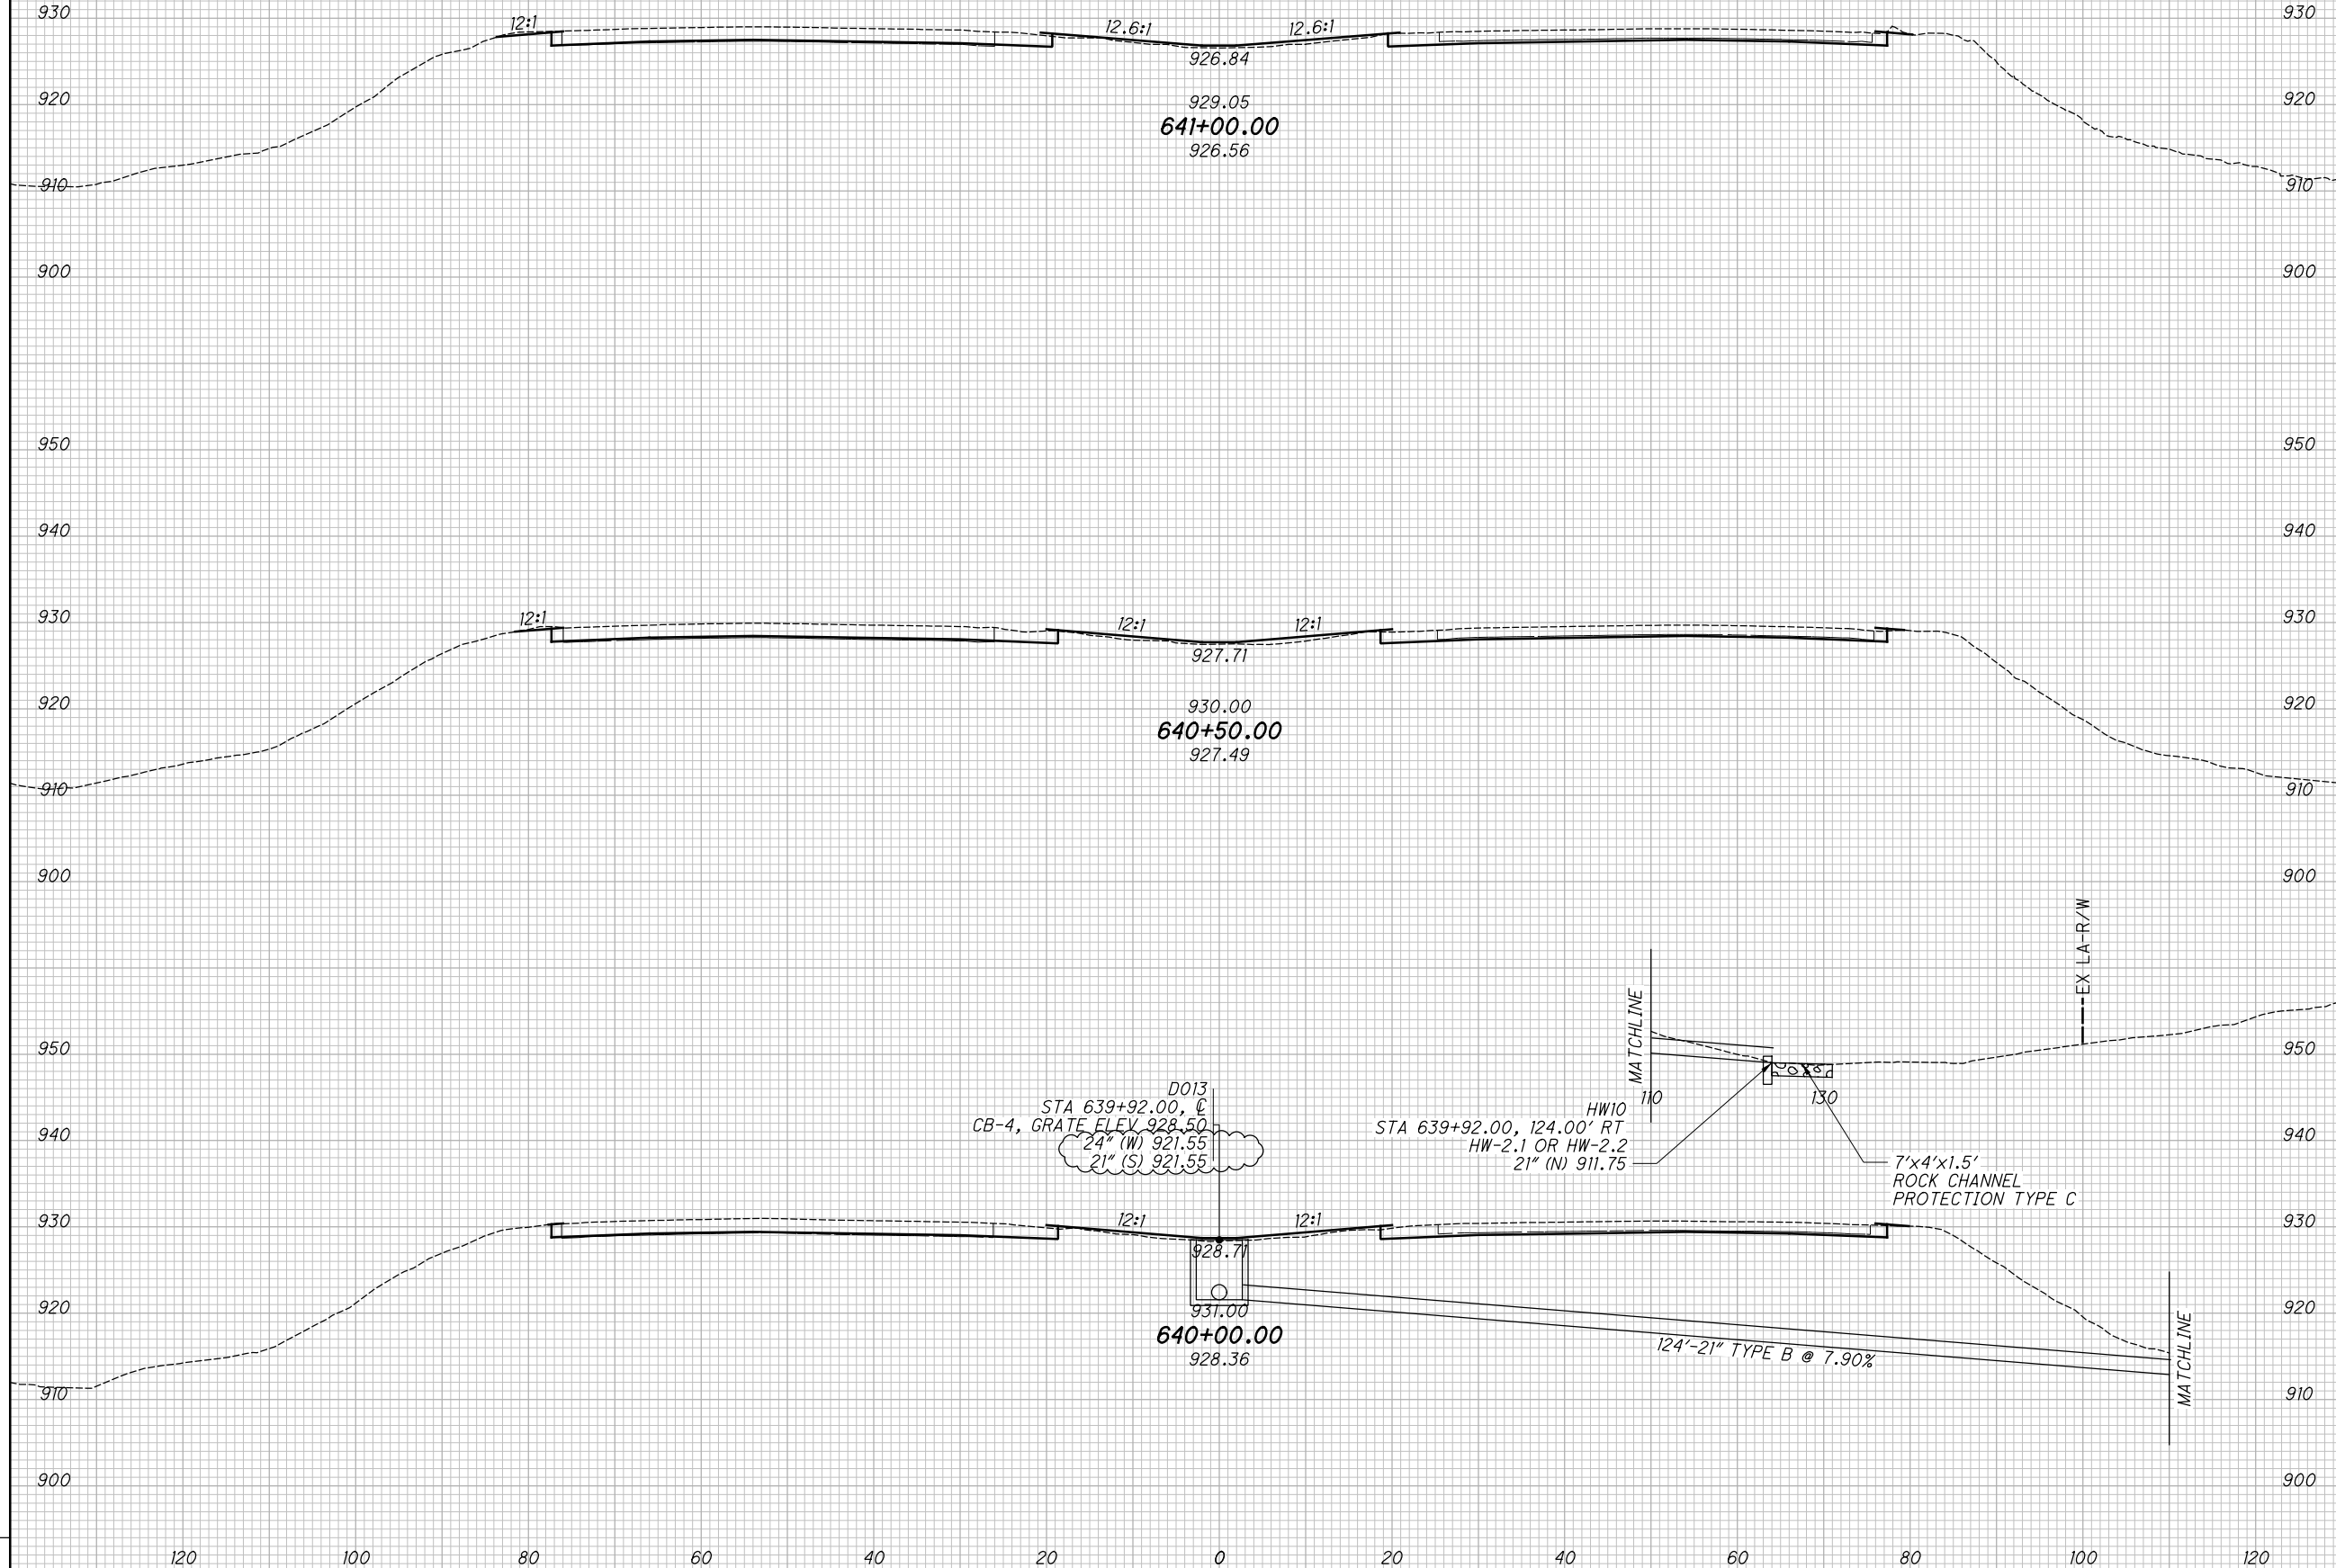 930 12:1 12.6:1 12.6:1 930
926.84
920 929.05 920
641+00.00
926.56
910 910
900 900
950 950
940 940
930 12:1 12:1 12:1 930
927.71
920 930.00 920
640+50.00
927.49
910 910
900 900
EX LA-R/W
MATCHLINE
950 950
110 130
D013
STA 639+92.00, ℄
CB-4, GRATE ELEV 928.50
24" (W) 921.55
21" (S) 921.55
HW10
STA 639+92.00, 124.00' RT
HW-2.1 OR HW-2.2
21" (N) 911.75
7'x4'x1.5'
ROCK CHANNEL
PROTECTION TYPE C
940 940
930 12:1 12:1 930
928.71
920 931.00 920
640+00.00
928.36
124'-21" TYPE B @ 7.90%
MATCHLINE
910 910
900 900
120 100 80 60 40 20 0 20 40 60 80 100 120